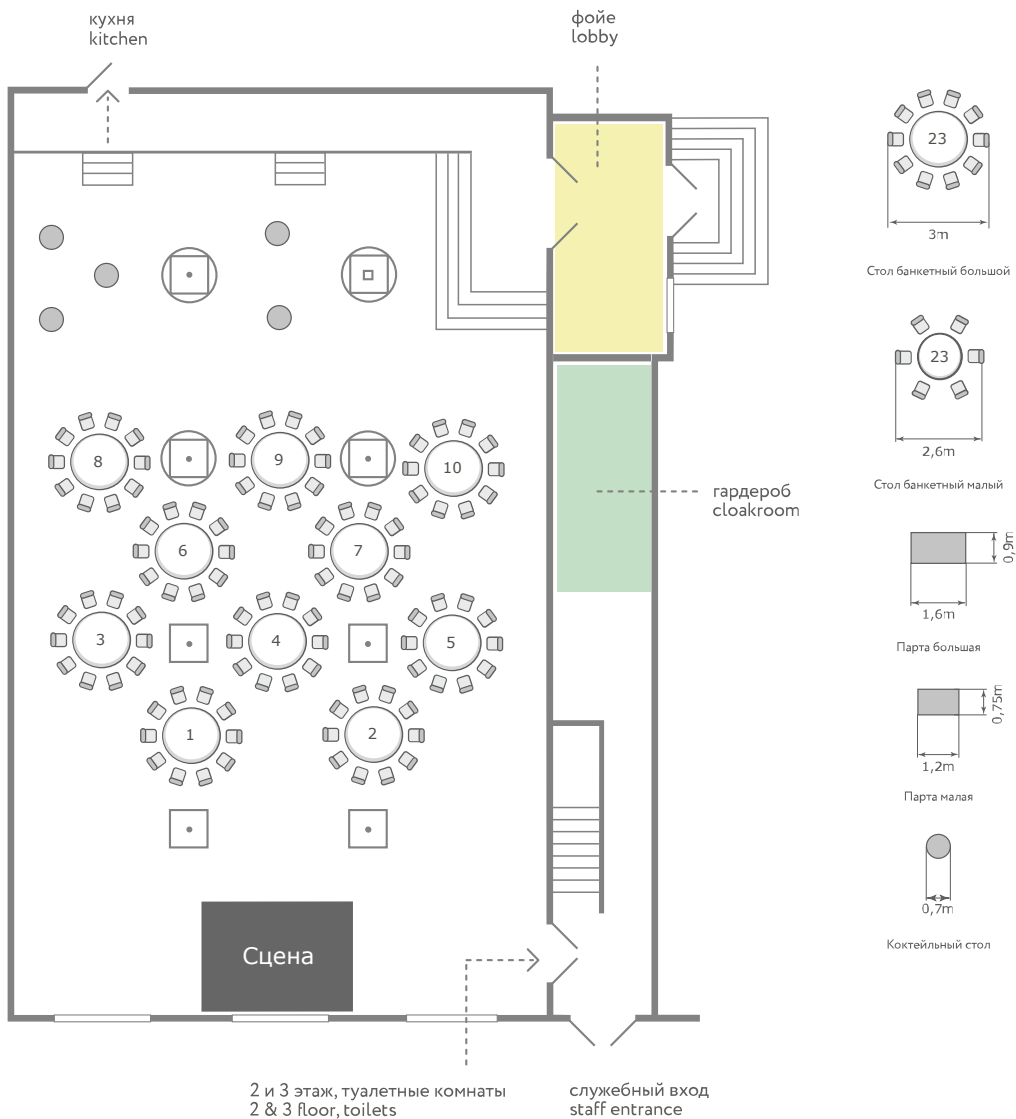 кухня
kitchen
фойе
lobby
23
3m
Стол банкетный большой
23
2,6m
Стол банкетный малый
8
9
10
гардероб
cloakroom
0,9m
1,6m
6
7
Парта большая
3
4
5
0,75m
1
2
1,2m
Парта малая
0,7m
Коктейльный стол
Сцена
2 и 3 этаж, туалетные комнаты
2 & 3 floor, toilets
служебный вход
staff entrance